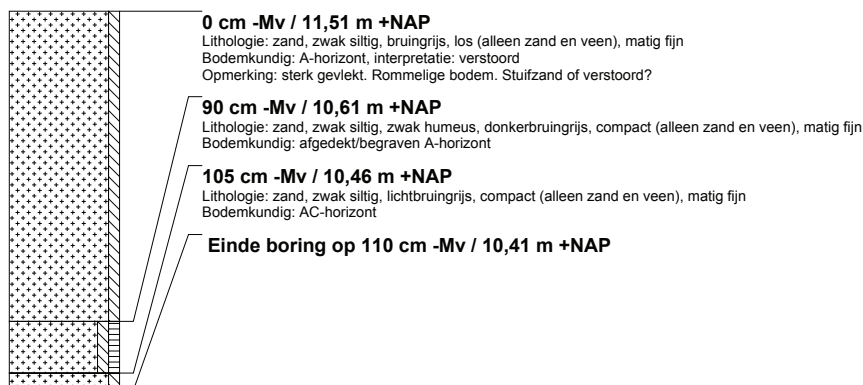 0 cm -Mv / 11,51 m +NAP
Lithologie: zand, zwak siltig, bruingrijs, los (alleen zand en veen), matig fijn
Bodemkundig: A-horizont, interpretatie: verstoord
Opmerking: sterk gevlekt. Rommelige bodem. Stuifzand of verstoord?
90 cm -Mv / 10,61 m +NAP
Lithologie: zand, zwak siltig, zwak humeus, donkerbruingrijs, compact (alleen zand en veen), matig fijn
Bodemkundig: afgedekt/begraven A-horizont
105 cm -Mv / 10,46 m +NAP
Lithologie: zand, zwak siltig, lichtbruingrijs, compact (alleen zand en veen), matig fijn
Bodemkundig: AC-horizont
Einde boring op 110 cm -Mv / 10,41 m +NAP